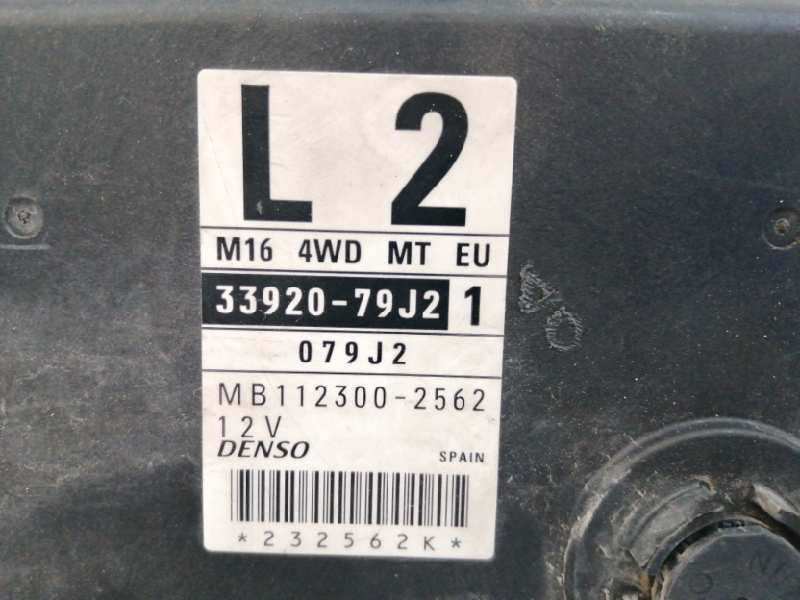 L 2
M16 4WD MT EU
33920-79J2 1
079J2
MB112300-2562
12V
DENSO SPAIN
*232562K*